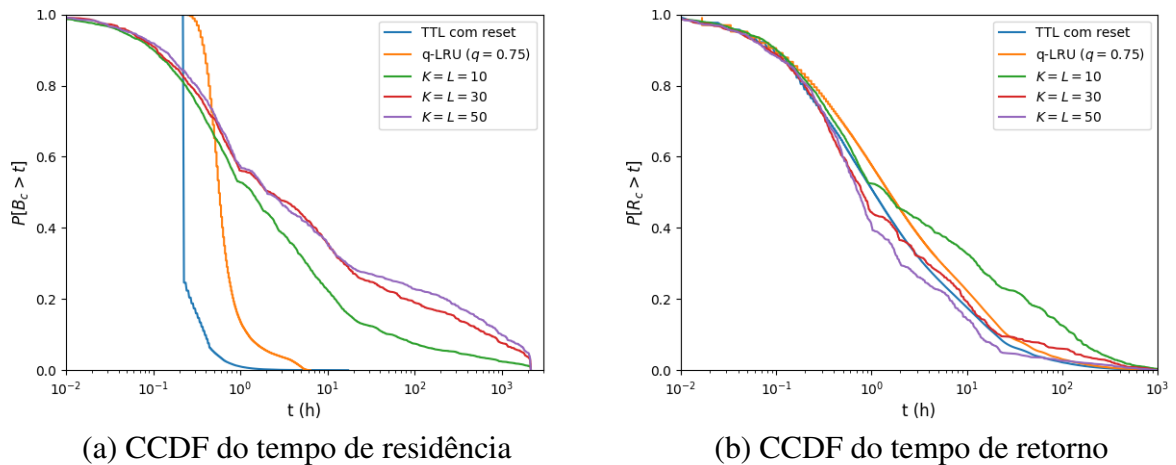 1.0
0.8
0.6
0.4
0.2
0.0
P[B_c > t]
10^-2
10^-1
10^0
10^1
10^2
10^3
t (h)
TTL com reset
q-LRU (q = 0.75)
K = L = 10
K = L = 30
K = L = 50
(a) CCDF do tempo de residência
1.0
0.8
0.6
0.4
0.2
0.0
P[R_c > t]
10^-2
10^-1
10^0
10^1
10^2
10^3
t (h)
TTL com reset
q-LRU (q = 0.75)
K = L = 10
K = L = 30
K = L = 50
(b) CCDF do tempo de retorno